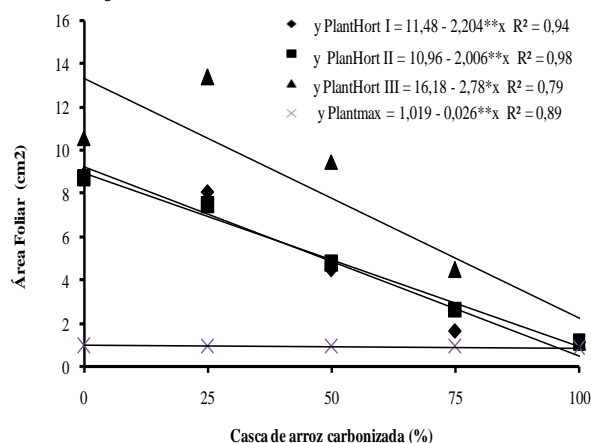 y PlantHort I = 11,48 - 2,204**x R² = 0,94
y PlanHort II = 10,96 - 2,006**x R² = 0,98
y PlantHort III = 16,18 - 2,78*x R² = 0,79
y Plantmax = 1,019 - 0,026**x R² = 0,89
16
14
12
10
8
6
4
2
0
Área Foliar (cm2)
0 25 50 75 100
Casca de arroz carbonizada (%)